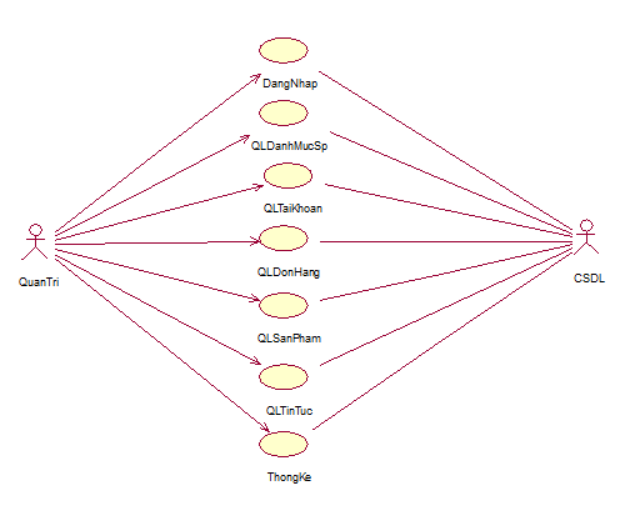 DangNhap
QLDanhMucSp
QLTaiKhoan
QLDonHang
QuanTri
CSDL
QLSanPham
QLTinTuc
ThongKe